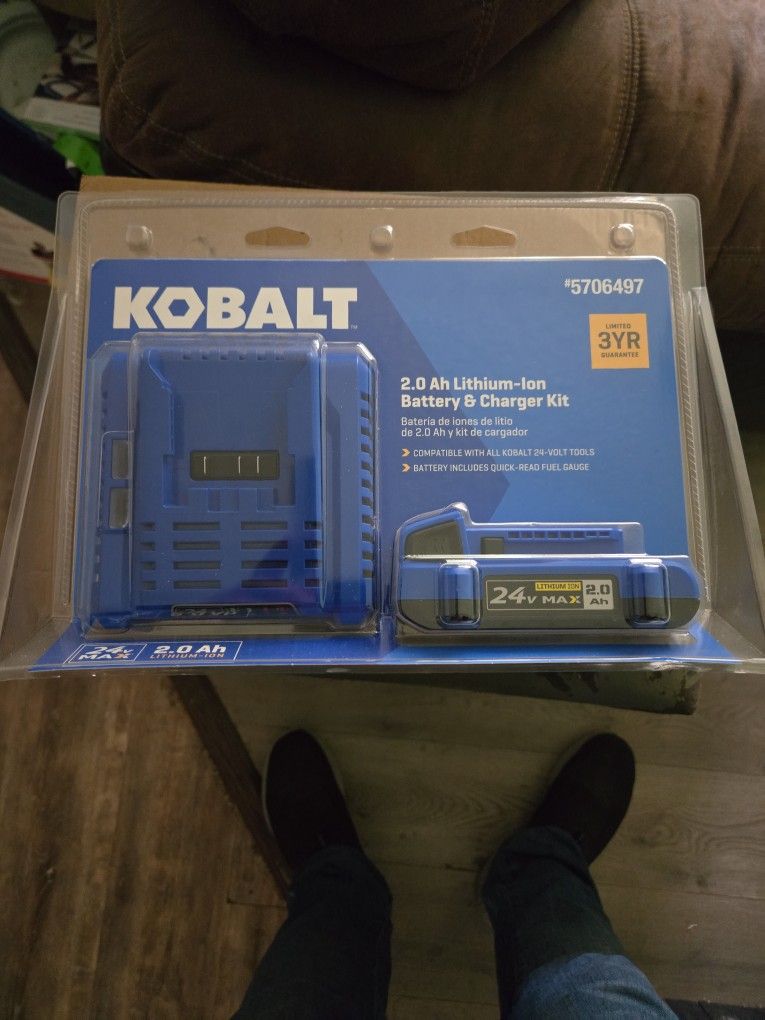 KOBALT™
#5706497
LIMITED
3YR
GUARANTEE
2.0 Ah Lithium-Ion
Battery & Charger Kit
Batería de iones de litio
de 2.0 Ah y kit de cargador
COMPATIBLE WITH ALL KOBALT 24-VOLT TOOLS
BATTERY INCLUDES QUICK-READ FUEL GAUGE
24V MAX
LITHIUM ION
2.0
Ah
24V
MAX
2.0 Ah
LITHIUM-ION